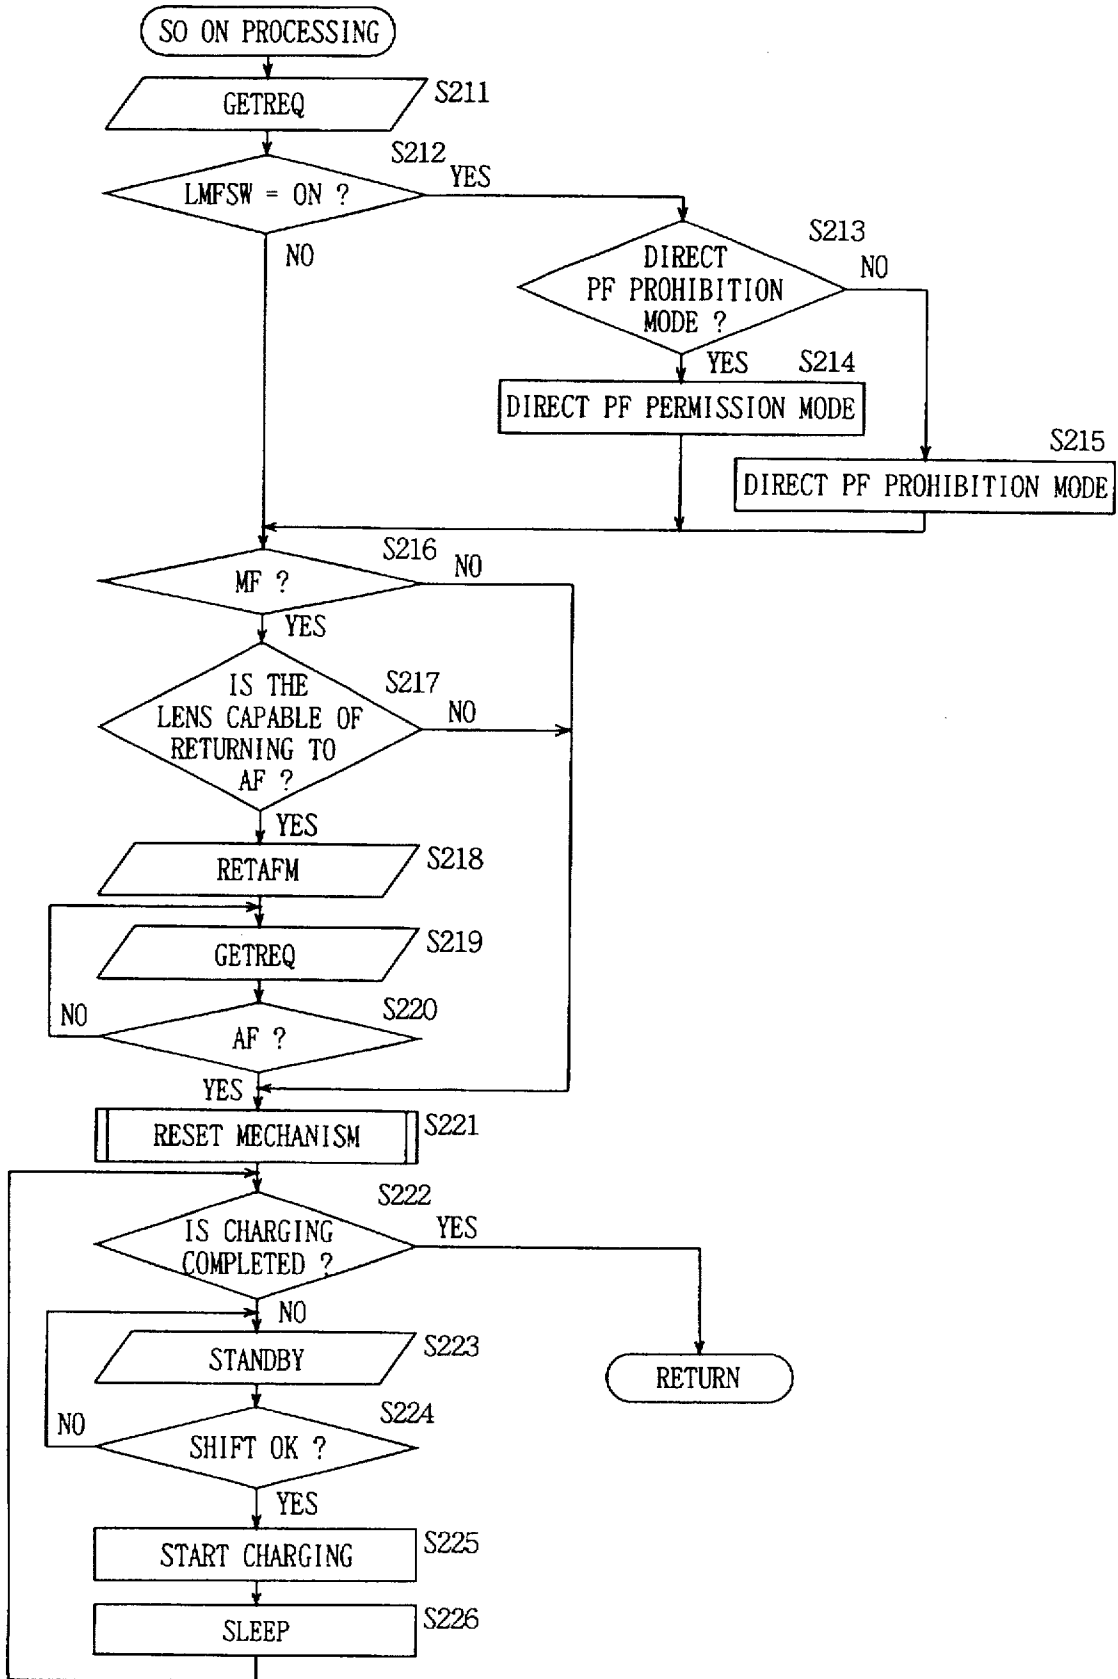 SO ON PROCESSING
GETREQ
S211
S212
LMFSW = ON ?
YES
NO
S213
DIRECT
PF PROHIBITION
MODE ?
NO
YES
S214
DIRECT PF PERMISSION MODE
S215
DIRECT PF PROHIBITION MODE
S216
MF ?
NO
YES
S217
IS THE
LENS CAPABLE OF
RETURNING TO
AF ?
NO
YES
RETAFM
S218
GETREQ
S219
S220
AF ?
NO
YES
RESET MECHANISM
S221
S222
IS CHARGING
COMPLETED ?
YES
NO
STANDBY
S223
RETURN
S224
SHIFT OK ?
NO
YES
START CHARGING
S225
SLEEP
S226